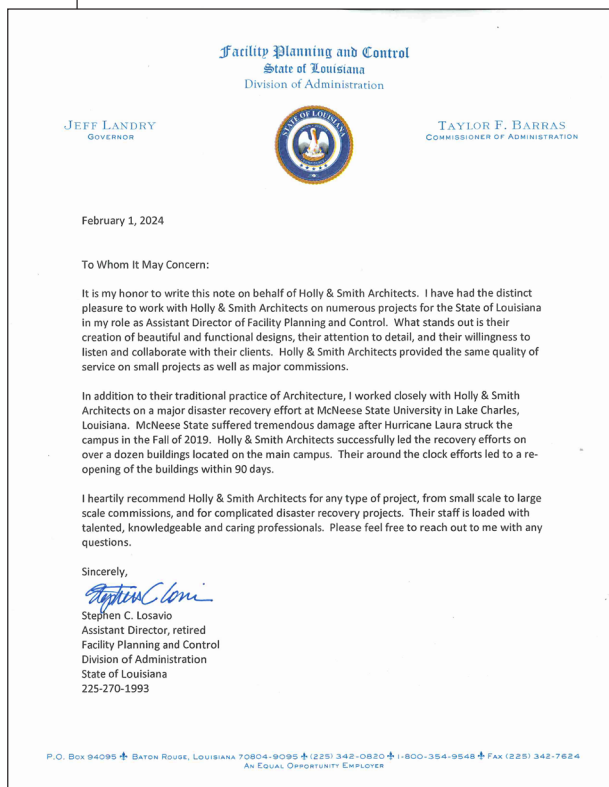 Facility Planning and Control
State of Louisiana
Division of Administration
JEFF LANDRY
GOVERNOR
STATE OF LOUISIANA
TAYLOR F. BARRAS
COMMISSIONER OF ADMINISTRATION
February 1, 2024
To Whom It May Concern:
It is my honor to write this note on behalf of Holly & Smith Architects.  I have had the distinct
pleasure to work with Holly & Smith Architects on numerous projects for the State of Louisiana
in my role as Assistant Director of Facility Planning and Control.  What stands out is their
creation of beautiful and functional designs, their attention to detail, and their willingness to
listen and collaborate with their clients.  Holly & Smith Architects provided the same quality of
service on small projects as well as major commissions.
In addition to their traditional practice of Architecture, I worked closely with Holly & Smith
Architects on a major disaster recovery effort at McNeese State University in Lake Charles,
Louisiana.  McNeese State suffered tremendous damage after Hurricane Laura struck the
campus in the Fall of 2019.  Holly & Smith Architects successfully led the recovery efforts on
over a dozen buildings located on the main campus.  Their around the clock efforts led to a re-
opening of the buildings within 90 days.
I heartily recommend Holly & Smith Architects for any type of project, from small scale to large
scale commissions, and for complicated disaster recovery projects.  Their staff is loaded with
talented, knowledgeable and caring professionals.  Please feel free to reach out to me with any
questions.
Sincerely,
Stephen C. Losavio
Assistant Director, retired
Facility Planning and Control
Division of Administration
State of Louisiana
225-270-1993
P.O. BOX 94095 ⚜ BATON ROUGE, LOUISIANA 70804-9095 ⚜ (225) 342-0820 ⚜ 1-800-354-9548 ⚜ FAX (225) 342-7624
AN EQUAL OPPORTUNITY EMPLOYER